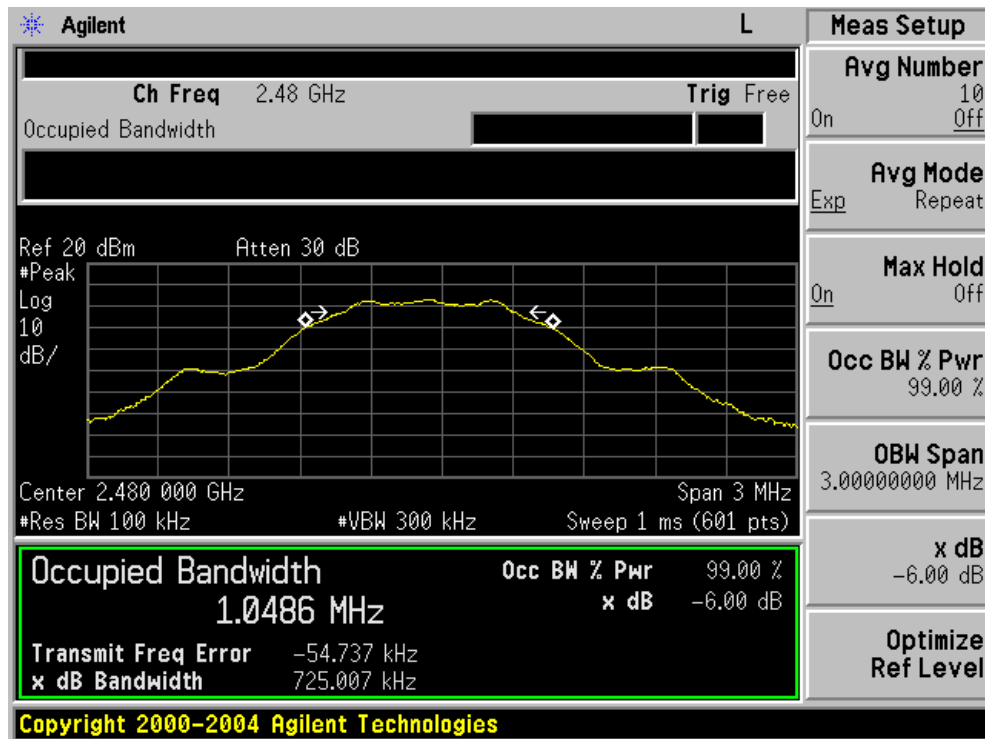 Agilent L Meas Setup
Ch Freq 2.48 GHz Trig Free
Occupied Bandwidth
Ref 20 dBm Atten 30 dB
#Peak
Log
10
dB/
Center 2.480 000 GHz Span 3 MHz
#Res BW 100 kHz #VBW 300 kHz Sweep 1 ms (601 pts)
Occupied Bandwidth Occ BW % Pwr 99.00 %
1.0486 MHz x dB -6.00 dB
Transmit Freq Error -54.737 kHz
x dB Bandwidth 725.007 kHz
Avg Number
10
On Off
Avg Mode
Exp Repeat
Max Hold
On Off
Occ BW % Pwr
99.00 %
OBW Span
3.00000000 MHz
x dB
-6.00 dB
Optimize
Ref Level
Copyright 2000-2004 Agilent Technologies